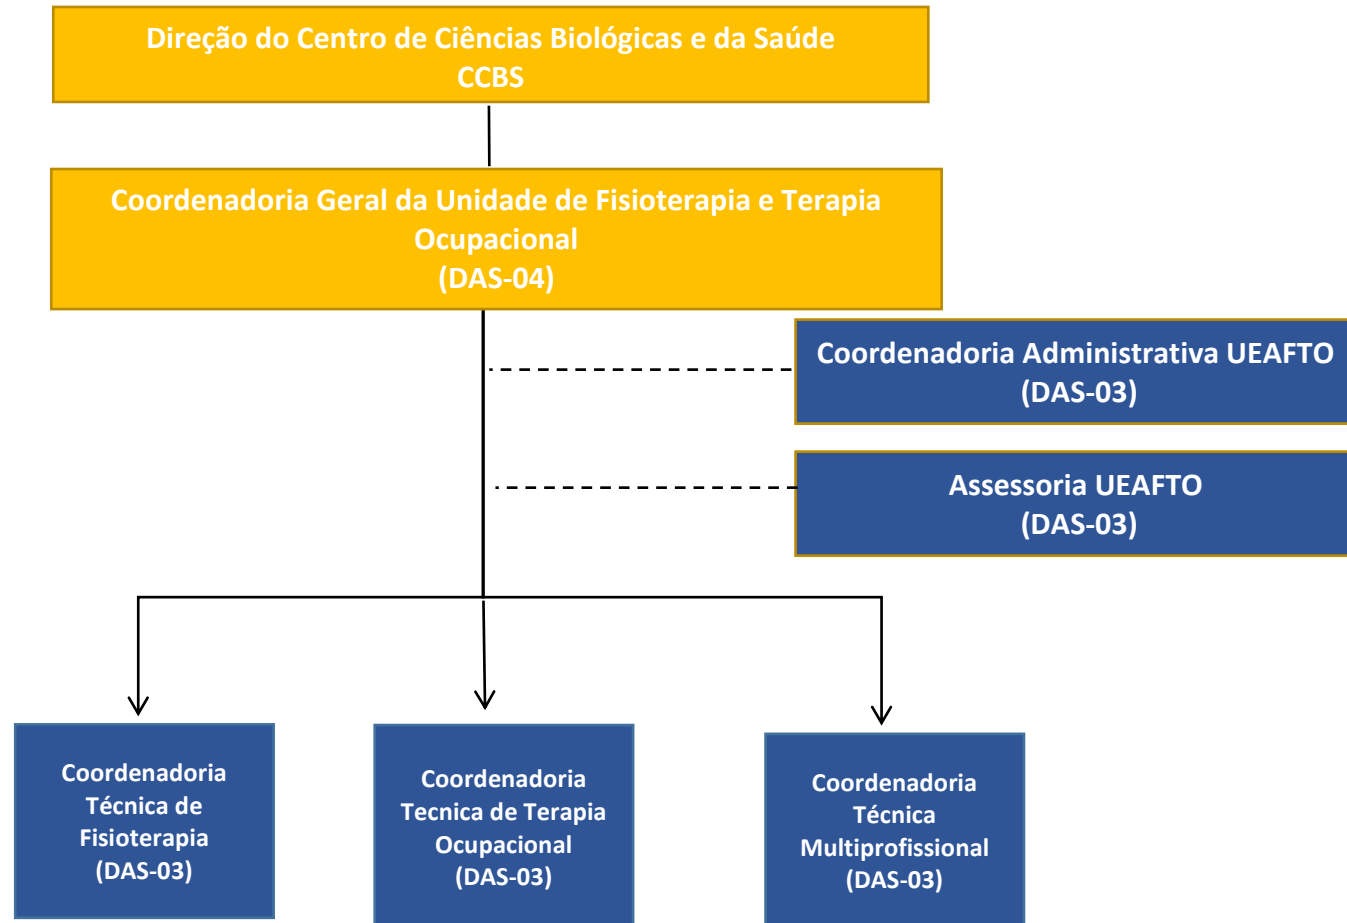 Direção do Centro de Ciências Biológicas e da Saúde
CCBS
Coordenadoria Geral da Unidade de Fisioterapia e Terapia
Ocupacional
(DAS-04)
Coordenadoria Administrativa UEAFTO
(DAS-03)
Assessoria UEAFTO
(DAS-03)
Coordenadoria
Técnica de
Fisioterapia
(DAS-03)
Coordenadoria
Tecnica de Terapia
Ocupacional
(DAS-03)
Coordenadoria
Técnica
Multiprofissional
(DAS-03)